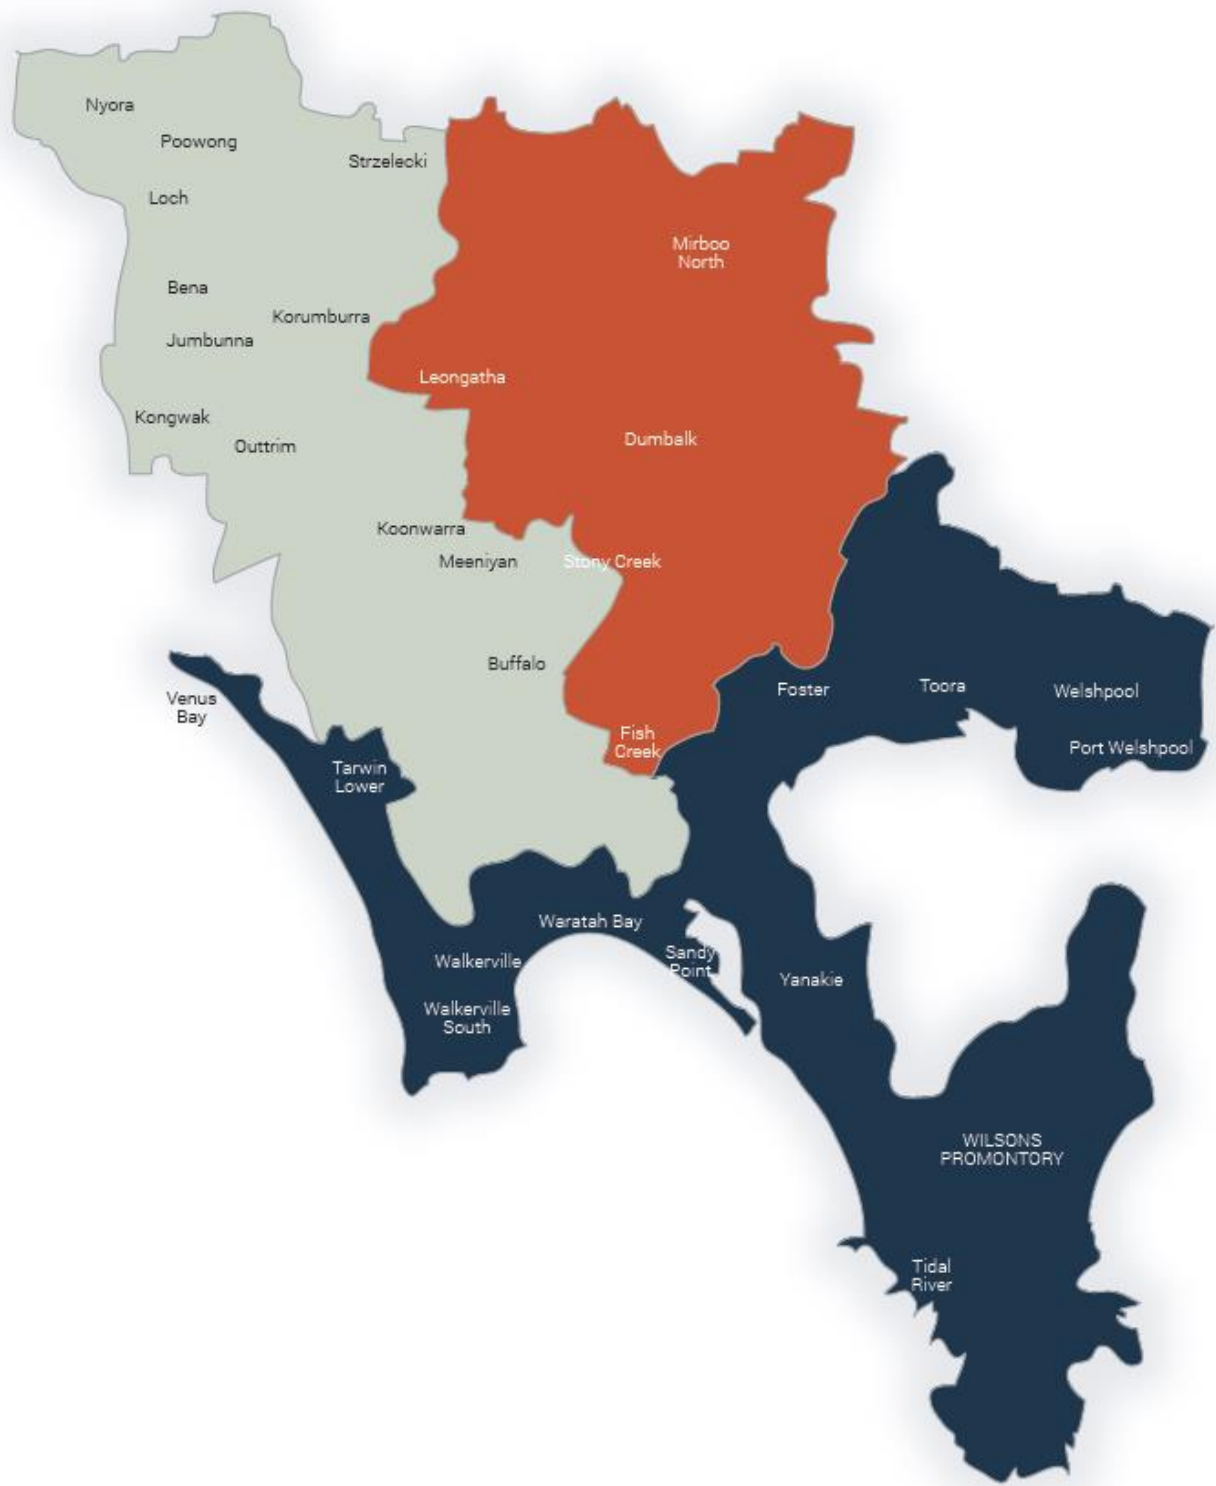 Nyora
Poowong
Strzelecki
Loch
Mirboo
North
Bena
Korumburra
Jumbunna
Leongatha
Kongwak
Outtrim
Dumbalk
Koonwarra
Meeniyan
Stony Creek
Buffalo
Venus
Bay
Foster
Toora
Welshpool
Fish
Creek
Port Welshpool
Tarwin
Lower
Waratah Bay
Walkerville
Sandy
Point
Yanakie
Walkerville
South
WILSONS
PROMONTORY
Tidal
River